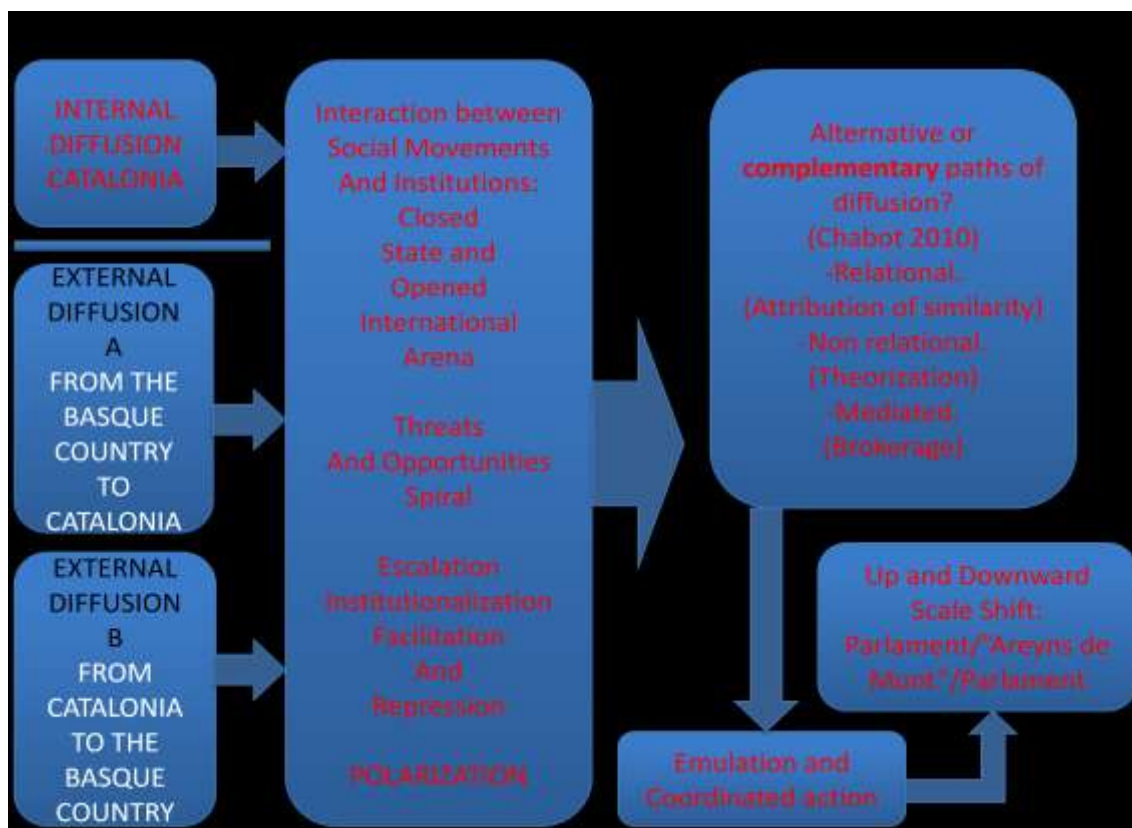 INTERNAL
DIFFUSION
CATALONIA
EXTERNAL
DIFFUSION
A
FROM THE
BASQUE
COUNTRY
TO
CATALONIA
EXTERNAL
DIFFUSION
B
FROM
CATALONIA
TO THE
BASQUE
COUNTRY
Interaction between
Social Movements
And Institutions:
Closed
State and
Opened
International
Arena
Threats
And Opportunities
Spiral
Escalation
Institutionalization
Facilitation
And
Repression
POLARIZATION
Alternative or
complementary paths of
diffusion?
(Chabot 2010)
-Relational.
(Attribution of similarity)
-Non relational.
(Theorization)
-Mediated.
(Brokerage)
Up and Downward
Scale Shift:
Parlament/"Areyns de
Munt"/Parlament
Emulation and
Coordinated action